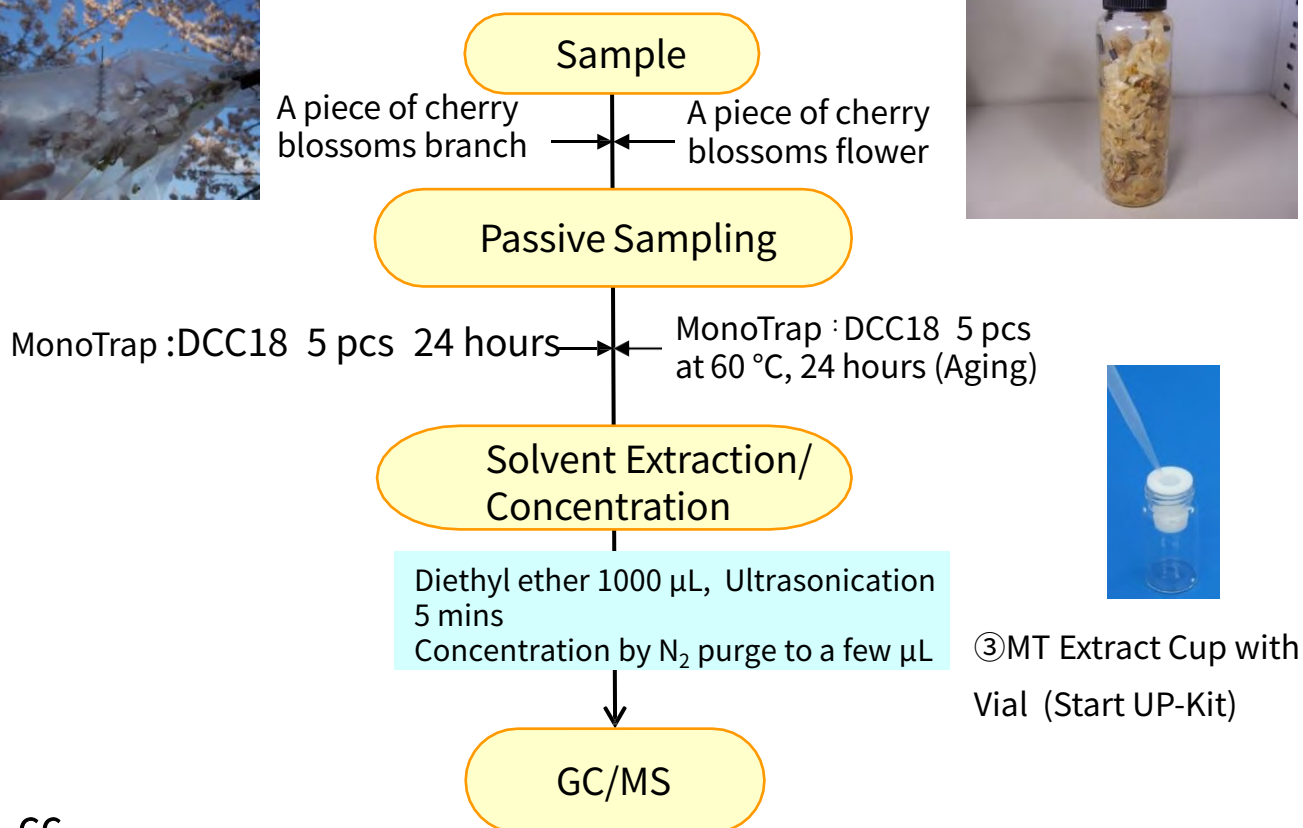 Sample
A piece of cherry
blossoms branch
A piece of cherry
blossoms flower
Passive Sampling
MonoTrap :DCC18 5 pcs 24 hours
MonoTrap：DCC18 5 pcs
at 60 °C, 24 hours (Aging)
Solvent Extraction/
Concentration
Diethyl ether 1000 µL, Ultrasonication
5 mins
Concentration by N₂ purge to a few µL
③MT Extract Cup with
Vial (Start UP-Kit)
GC/MS